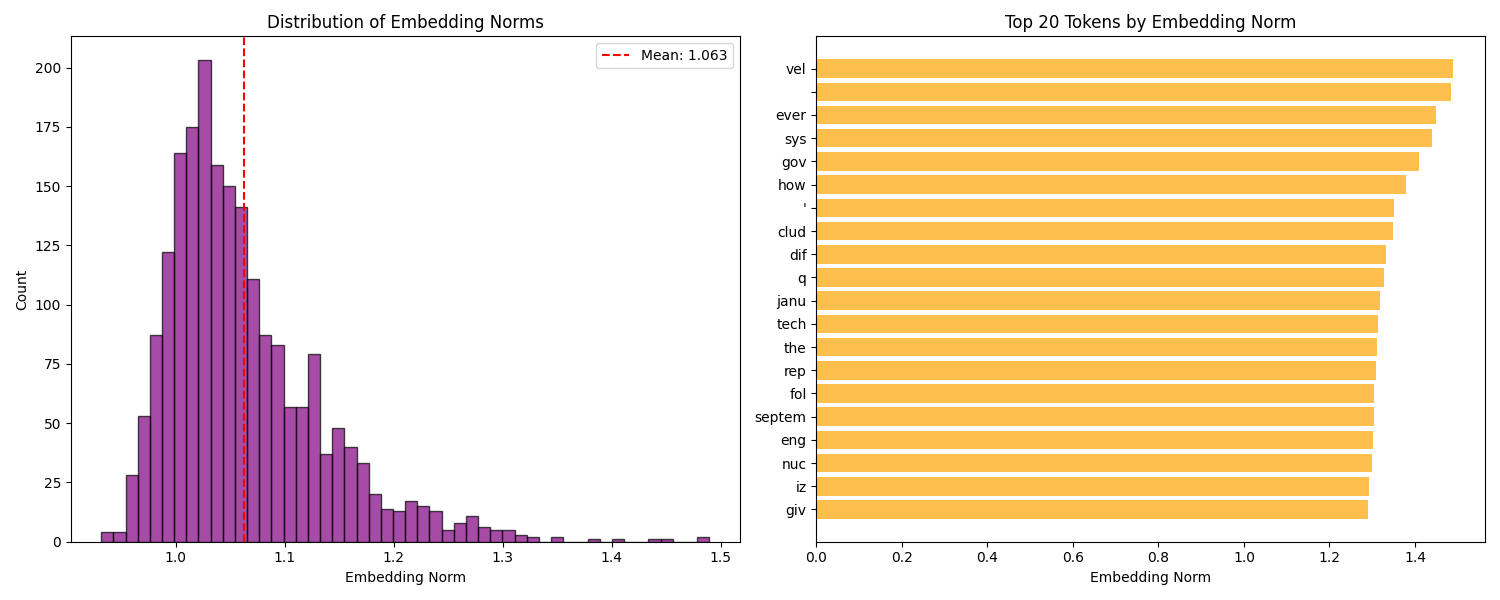 Distribution of Embedding Norms
Mean: 1.063
Count
200
175
150
125
100
75
50
25
0
1.0 1.1 1.2 1.3 1.4 1.5
Embedding Norm
Top 20 Tokens by Embedding Norm
vel
ever
sys
gov
how
'
clud
dif
q
janu
tech
the
rep
fol
septem
eng
nuc
iz
giv
0.0 0.2 0.4 0.6 0.8 1.0 1.2 1.4
Embedding Norm